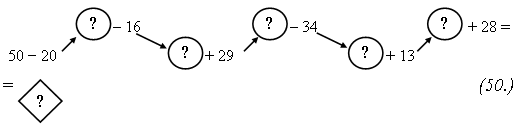 ? − 16 ? − 34 ? + 28 =
50 − 20 ? + 29 ? + 13
= ? (50.)